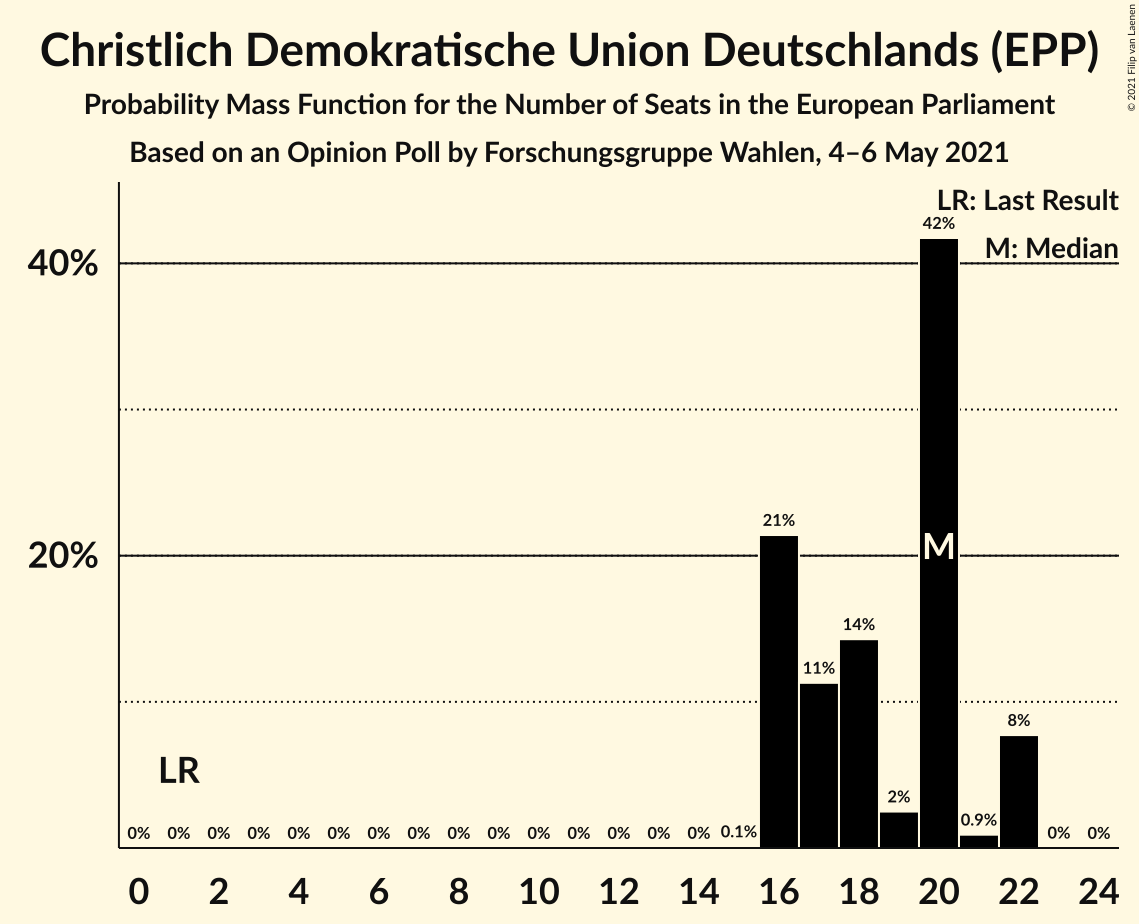 Christlich Demokratische Union Deutschlands (EPP)
Probability Mass Function for the Number of Seats in the European Parliament
Based on an Opinion Poll by Forschungsgruppe Wahlen, 4–6 May 2021
© 2021 Filip van Laenen
LR: Last Result
M: Median
42%
40%
21%
20%
M
14%
11%
8%
LR
2%
0.9%
0% 0% 0% 0% 0% 0% 0% 0% 0% 0% 0% 0% 0% 0% 0% 0.1% 0% 0%
0 2 4 6 8 10 12 14 16 18 20 22 24